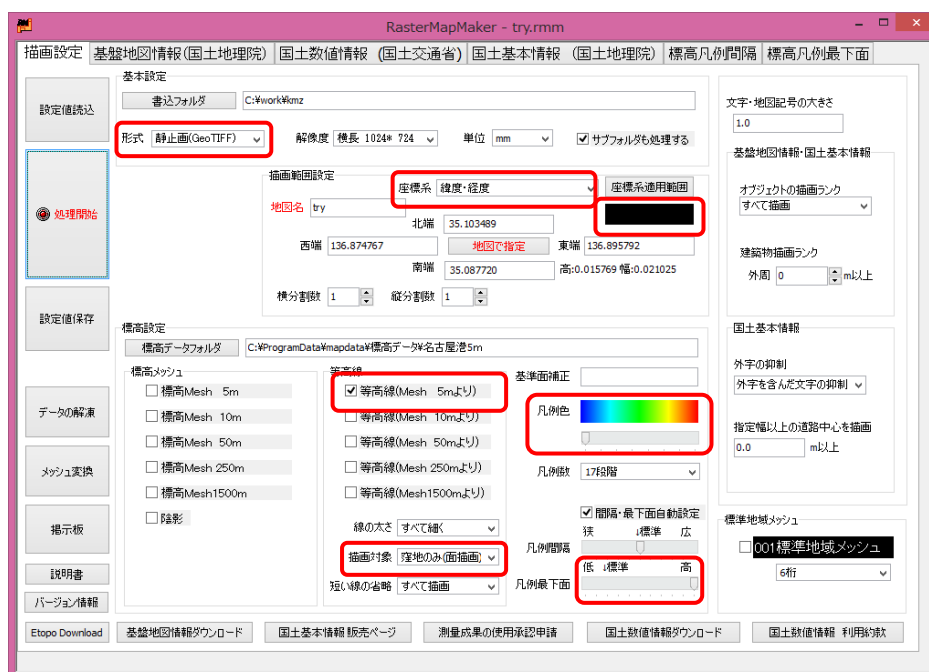 RasterMapMaker - try.rmm
描画設定 基盤地図情報(国土地理院) 国土数値情報 (国土交通省) 国土基本情報 (国土地理院) 標高凡例間隔 標高凡例最下面
設定値読込
処理開始
設定値保存
データの解凍
メッシュ変換
掲示板
説明書
バージョン情報
Etopo Download
基本設定
書込フォルダ C:¥work¥kmz
形式 静止画(GeoTIFF) 解像度 横長 1024* 724 単位 mm サブフォルダも処理する
描画範囲設定
座標系 緯度・経度 座標系適用範囲
地図名 try
北端 35.103489
西端 136.874767 地図で指定 東端 136.895792
南端 35.087720 高:0.015769 幅:0.021025
横分割数 1 縦分割数 1
標高設定
標高データフォルダ C:¥ProgramData¥mapdata¥標高データ¥名古屋港5m
標高メッシュ
標高Mesh 5m
標高Mesh 10m
標高Mesh 50m
標高Mesh 250m
標高Mesh1500m
陰影
等高線
等高線(Mesh 5mより)
等高線(Mesh 10mより)
等高線(Mesh 50mより)
等高線(Mesh 250mより)
等高線(Mesh1500mより)
線の太さ すべて細く
描画対象 窪地のみ(面描画)
短い線の省略 すべて描画
基準面補正
凡例色
凡例数 17段階
間隔・最下面自動設定
狭 ↓標準 広
凡例間隔
低 ↓標準 高
凡例最下面
文字・地図記号の大きさ
1.0
基盤地図情報・国土基本情報
オブジェクトの描画ランク
すべて描画
建築物描画ランク
外周 0 m以上
国土基本情報
外字の抑制
外字を含んだ文字の抑制
指定幅以上の道路中心を描画
0.0 m以上
標準地域メッシュ
001標準地域メッシュ
6桁
基盤地図情報ダウンロード 国土基本情報 販売ページ 測量成果の使用承認申請 国土数値情報ダウンロード 国土数値情報 利用約款